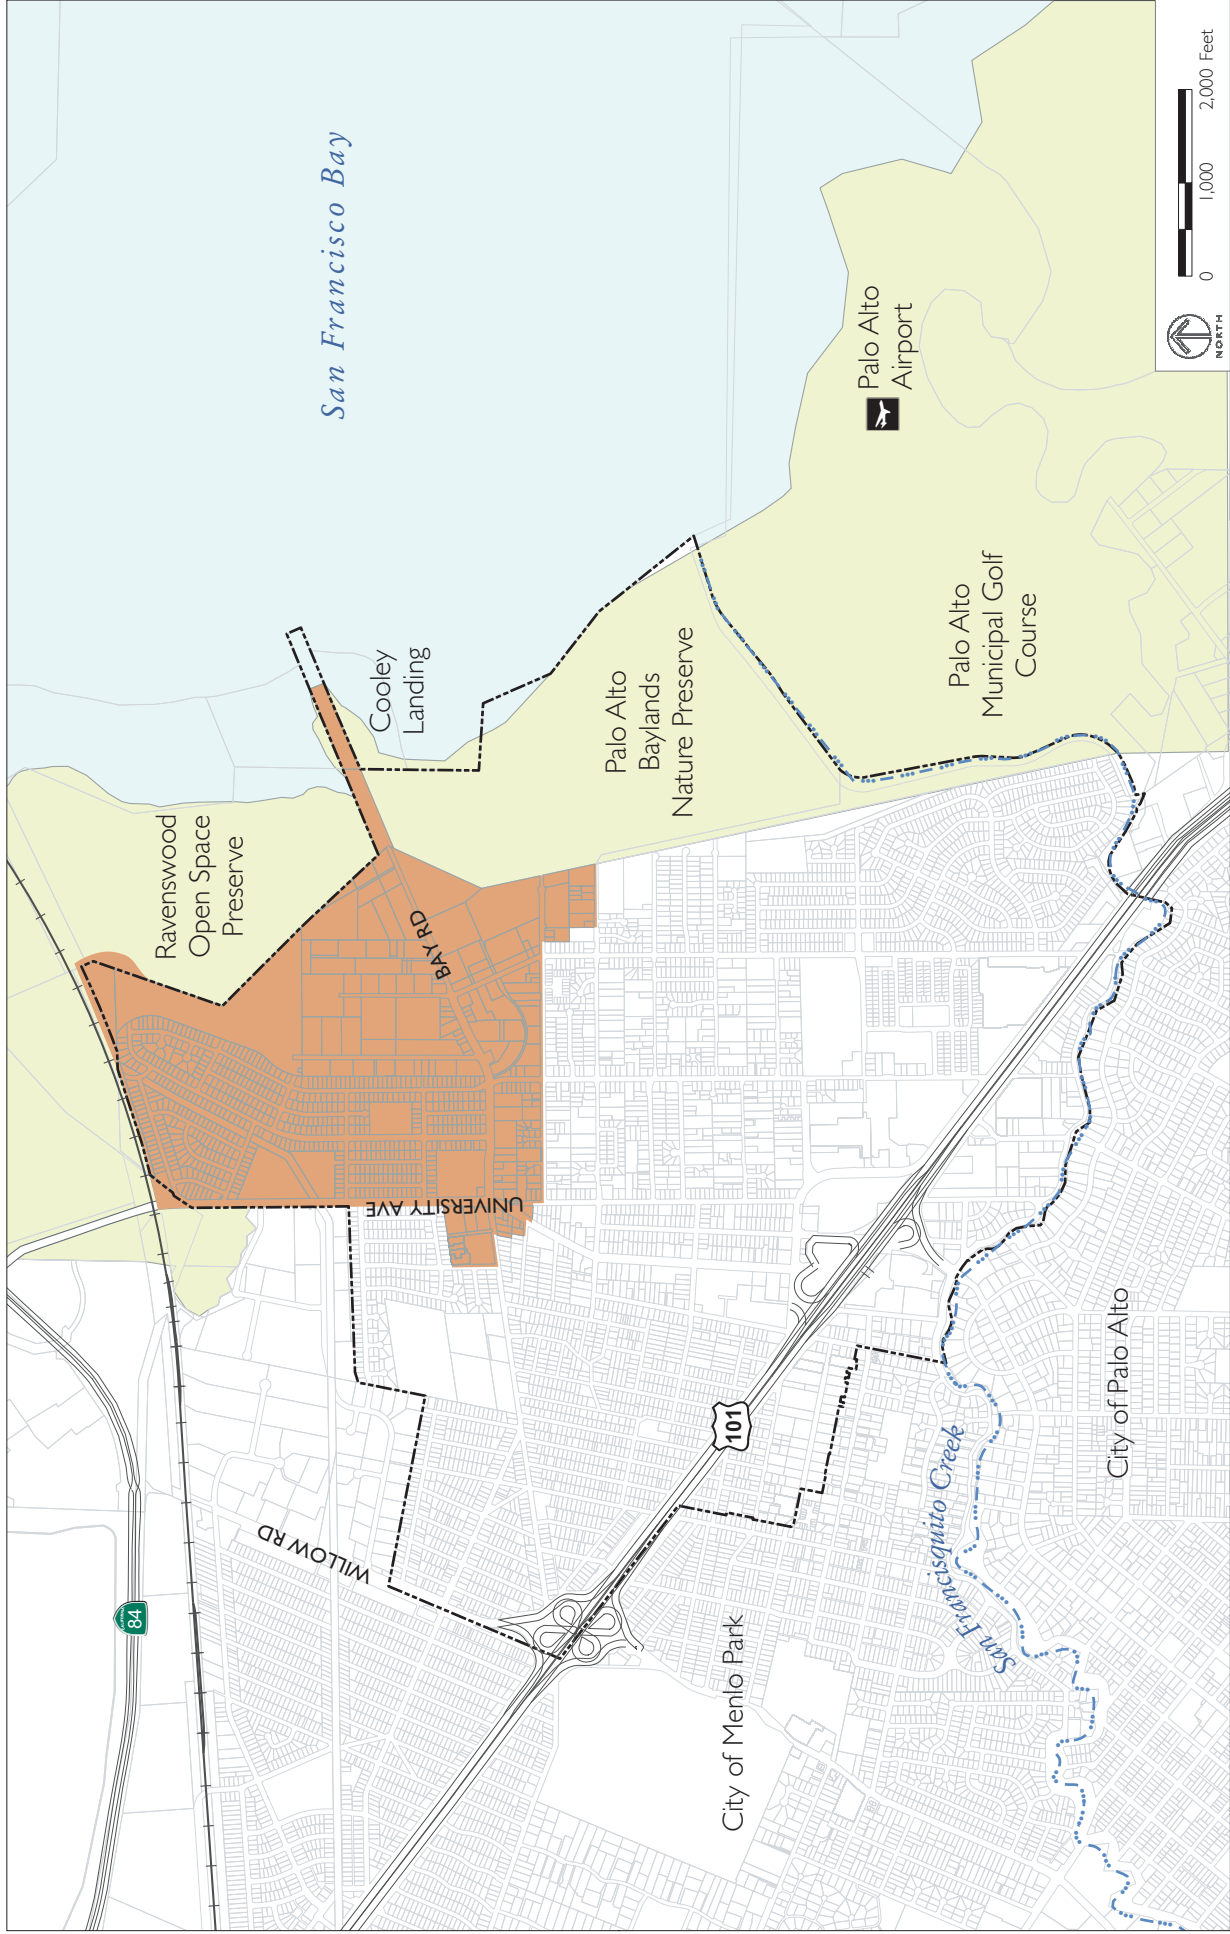 San Francisco Bay
Ravenswood
Open Space
Preserve
Cooley
Landing
Palo Alto
Baylands
Nature Preserve
Palo Alto
Airport
Palo Alto
Municipal Golf
Course
BAY RD
UNIVERSITY AVE
WILLOW RD
CALIFORNIA
84
101
San Francisquito Creek
City of Menlo Park
City of Palo Alto
NORTH
0 1,000 2,000 Feet